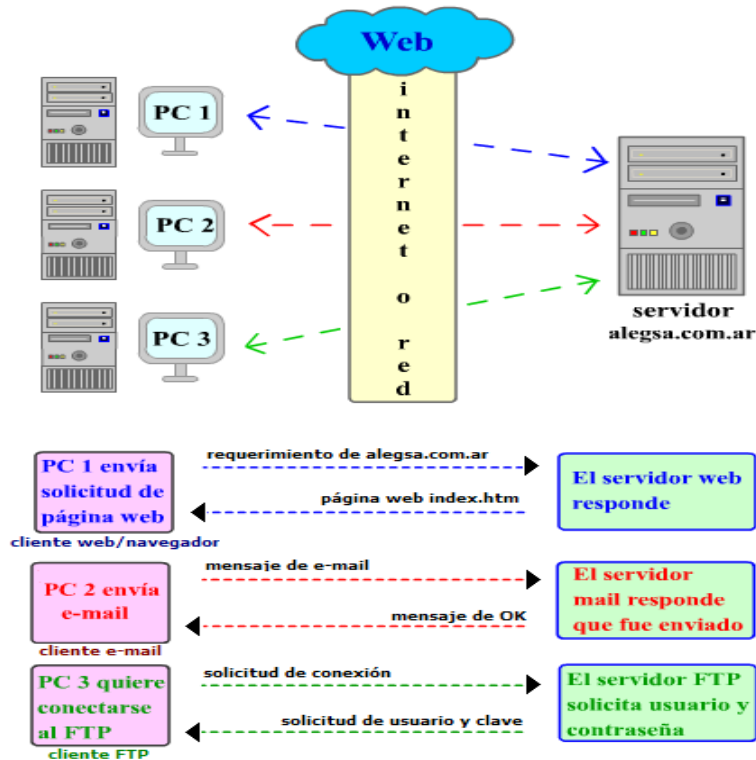 Web
internet o red
PC 1
PC 2
PC 3
servidor
alegsa.com.ar
PC 1 envía
solicitud de
página web
cliente web/navegador
requerimiento de alegsa.com.ar
página web index.htm
El servidor web
responde
PC 2 envía
e-mail
cliente e-mail
mensaje de e-mail
mensaje de OK
El servidor
mail responde
que fue enviado
PC 3 quiere
conectarse
al FTP
cliente FTP
solicitud de conexión
solicitud de usuario y clave
El servidor FTP
solicita usuario y
contraseña